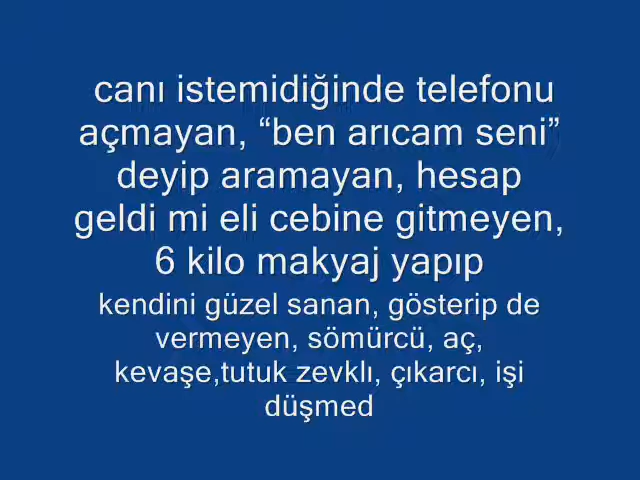 canı istemidiğinde telefonu
açmayan, “ben arıcam seni”
deyip aramayan, hesap
geldi mi eli cebine gitmeyen,
6 kilo makyaj yapıp
kendini güzel sanan, gösterip de
vermeyen, sömürcü, aç,
kevaşe,tutuk zevklı, çıkarcı, işi
düşmed